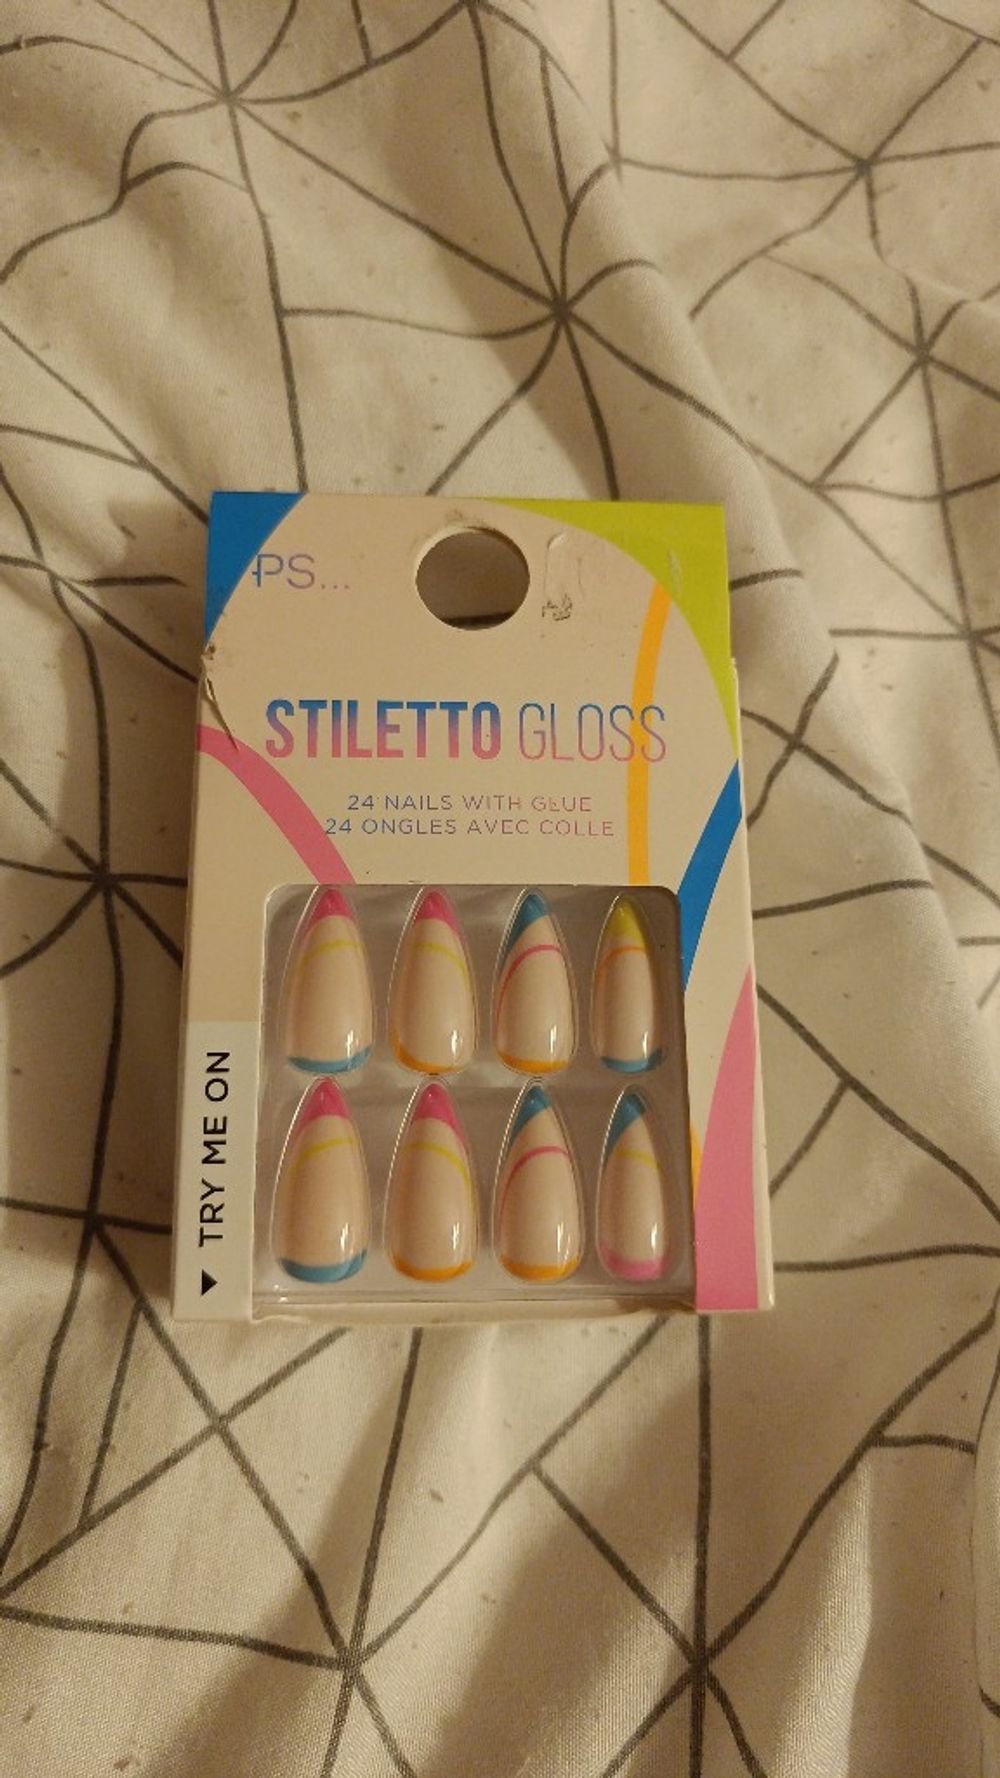 PS...
STILETTO GLOSS
24 NAILS WITH GLUE
24 ONGLES AVEC COLLE
TRY ME ON